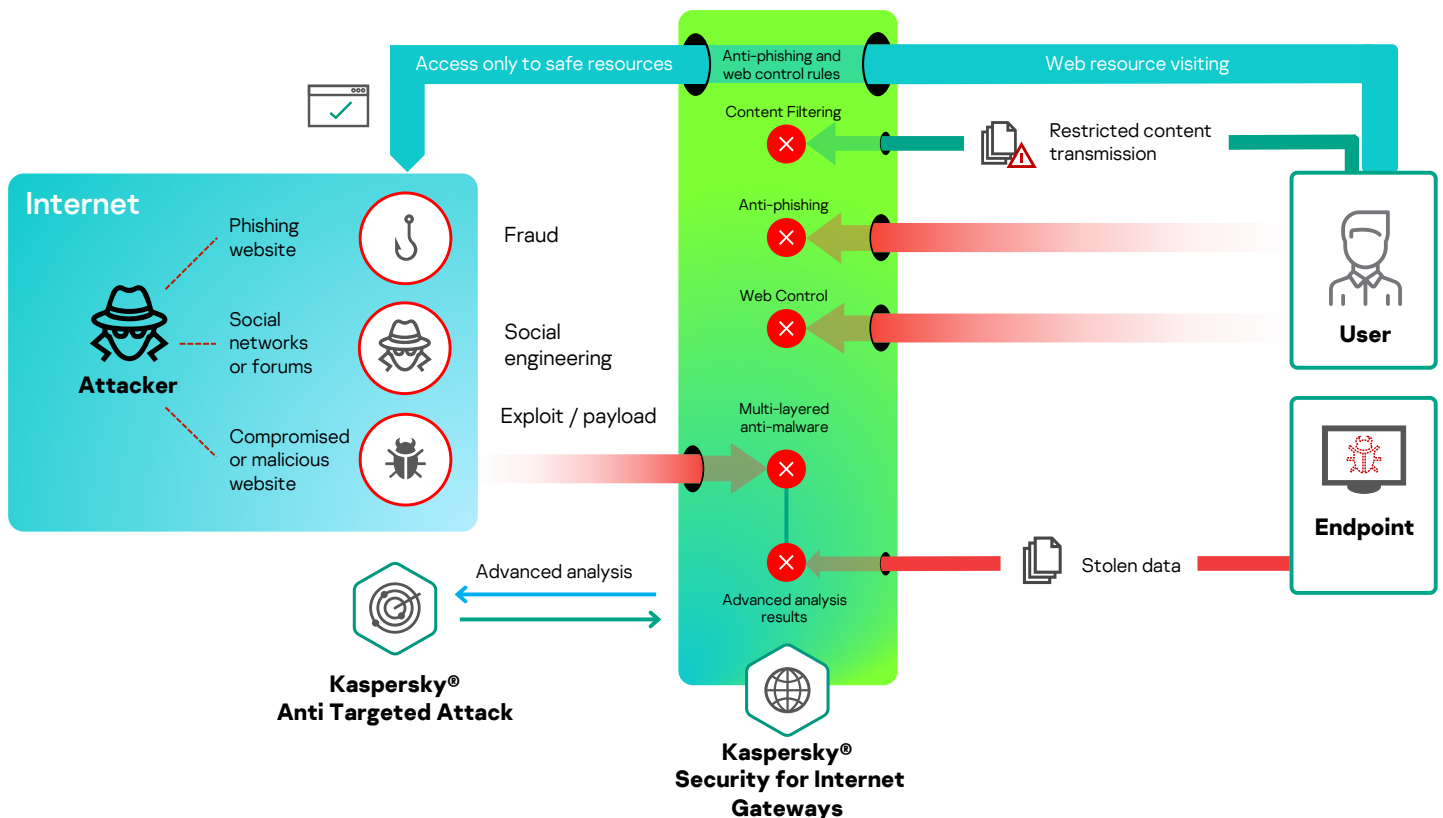 Access only to safe resources
Anti-phishing and
web control rules
Web resource visiting
Content Filtering
Restricted content
transmission
Internet
Phishing
website
Fraud
Anti-phishing
Attacker
Social
networks
or forums
Social
engineering
Web Control
User
Compromised
or malicious
website
Exploit / payload
Multi-layered
anti-malware
Endpoint
Stolen data
Advanced analysis
Advanced analysis
results
Kaspersky®
Anti Targeted Attack
Kaspersky®
Security for Internet
Gateways